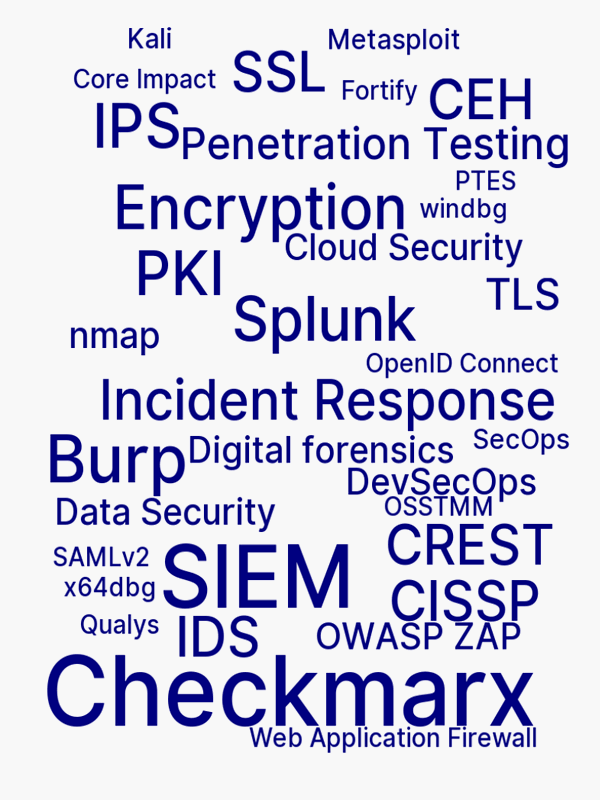 Kali
Metasploit
SSL
Core Impact
Fortify
CEH
IPS
Penetration Testing
PTES
Encryption
windbg
Cloud Security
PKI
TLS
Splunk
nmap
OpenID Connect
Incident Response
SecOps
Burp
Digital forensics
DevSecOps
OSSTMM
Data Security
CREST
SAMLv2
SIEM
x64dbg
CISSP
Qualys
IDS
OWASP ZAP
Checkmarx
Web Application Firewall